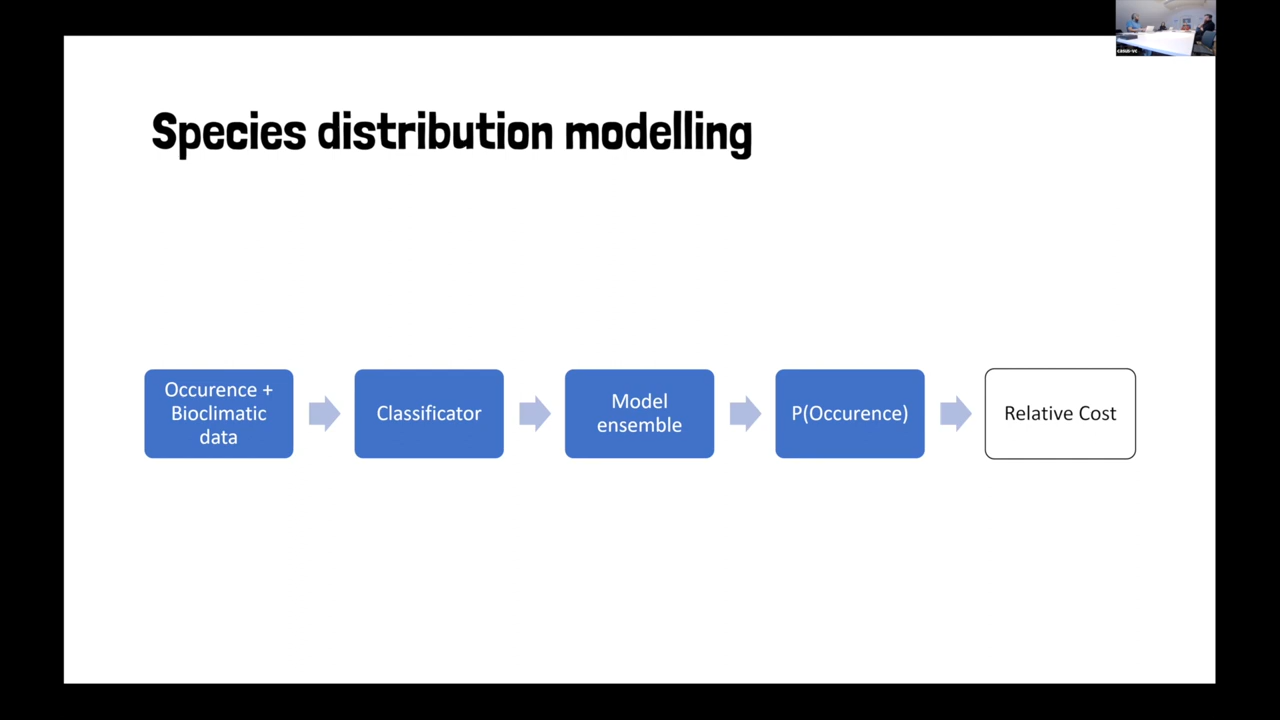 Species distribution modelling
Occurence +
Bioclimatic
data
Classificator
Model
ensemble
P(Occurence)
Relative Cost